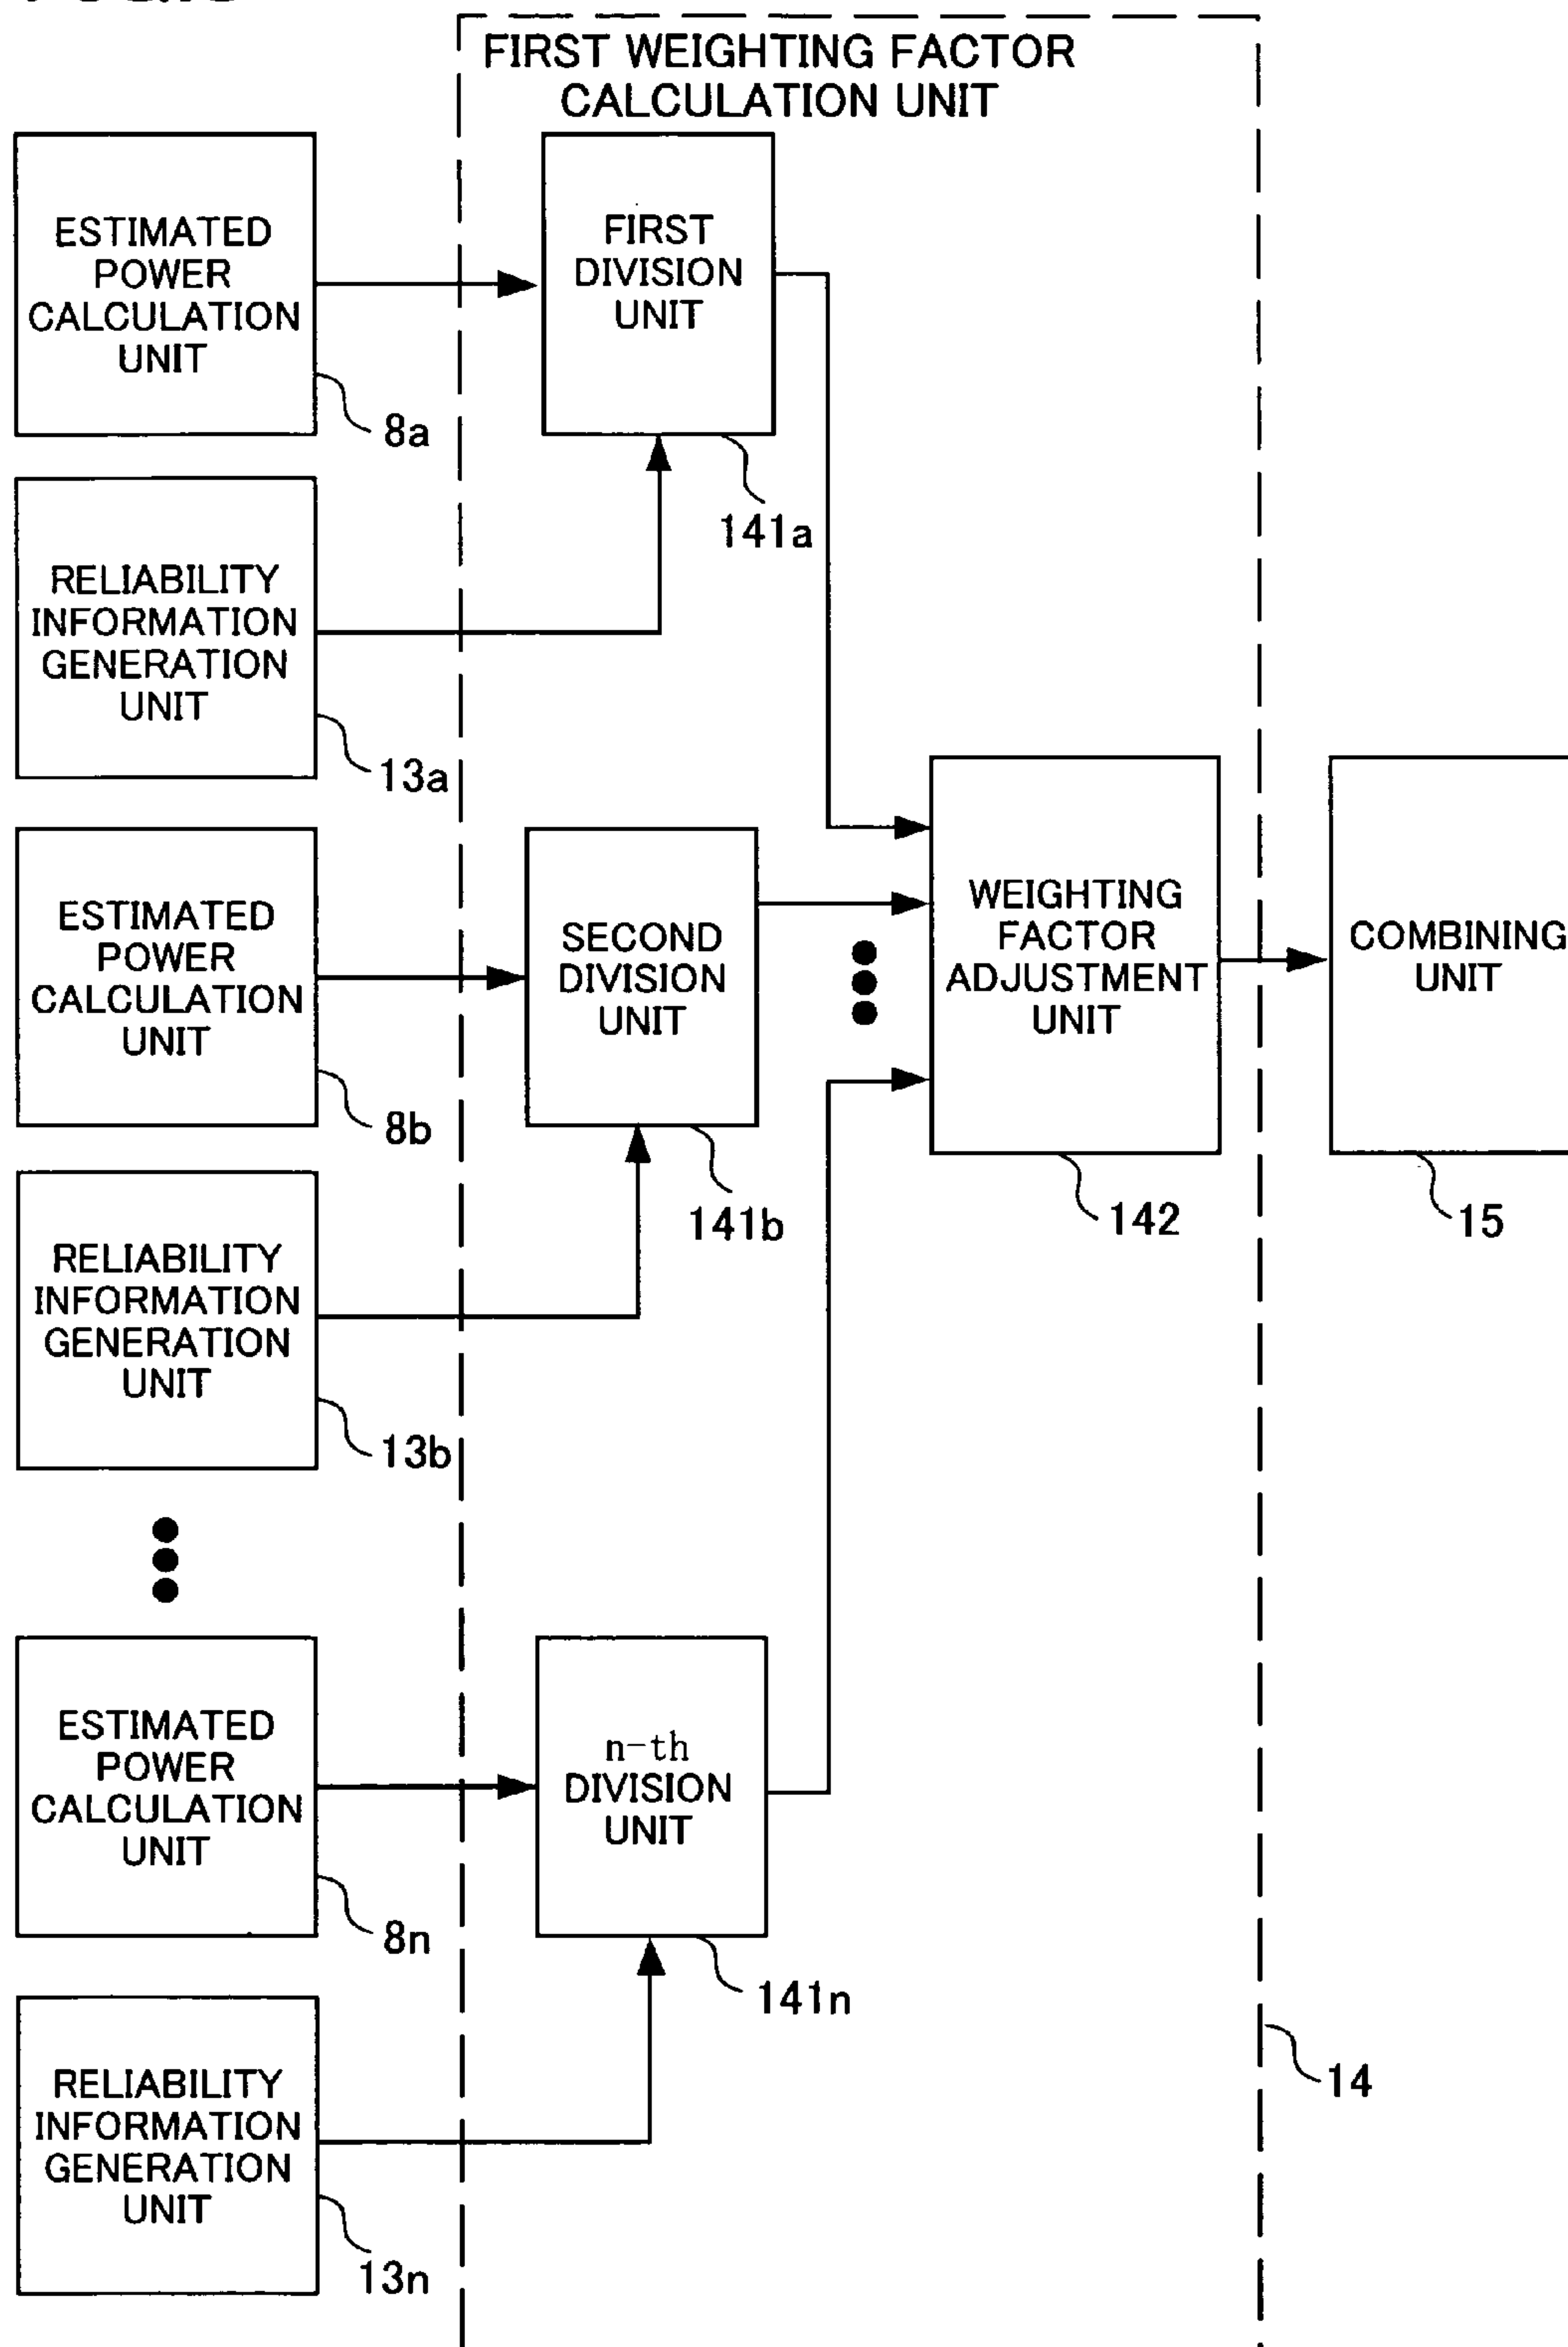 FIRST WEIGHTING FACTOR
CALCULATION UNIT
ESTIMATED
POWER
CALCULATION
UNIT
8a
FIRST
DIVISION
UNIT
141a
RELIABILITY
INFORMATION
GENERATION
UNIT
13a
ESTIMATED
POWER
CALCULATION
UNIT
8b
SECOND
DIVISION
UNIT
141b
WEIGHTING
FACTOR
ADJUSTMENT
UNIT
142
COMBINING
UNIT
15
RELIABILITY
INFORMATION
GENERATION
UNIT
13b
ESTIMATED
POWER
CALCULATION
UNIT
8n
n-th
DIVISION
UNIT
141n
RELIABILITY
INFORMATION
GENERATION
UNIT
13n
14